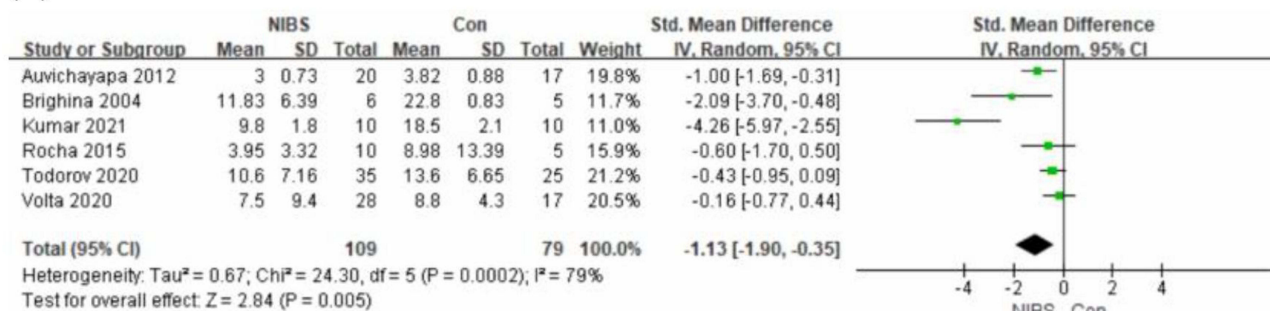 NIBS Con Std. Mean Difference Std. Mean Difference
Study or Subgroup Mean SD Total Mean SD Total Weight IV, Random, 95% CI IV, Random, 95% CI
Auvichayapa 2012 3 0.73 20 3.82 0.88 17 19.8% -1.00 [-1.69, -0.31]
Brighina 2004 11.83 6.39 6 22.8 0.83 5 11.7% -2.09 [-3.70, -0.48]
Kumar 2021 9.8 1.8 10 18.5 2.1 10 11.0% -4.26 [-5.97, -2.55]
Rocha 2015 3.95 3.32 10 8.98 13.39 5 15.9% -0.60 [-1.70, 0.50]
Todorov 2020 10.6 7.16 35 13.6 6.65 25 21.2% -0.43 [-0.95, 0.09]
Volta 2020 7.5 9.4 28 8.8 4.3 17 20.5% -0.16 [-0.77, 0.44]
Total (95% CI) 109 79 100.0% -1.13 [-1.90, -0.35]
Heterogeneity: Tau² = 0.67; Chi² = 24.30, df = 5 (P = 0.0002); I² = 79%
Test for overall effect: Z = 2.84 (P = 0.005)
-4 -2 0 2 4
NIBS Con